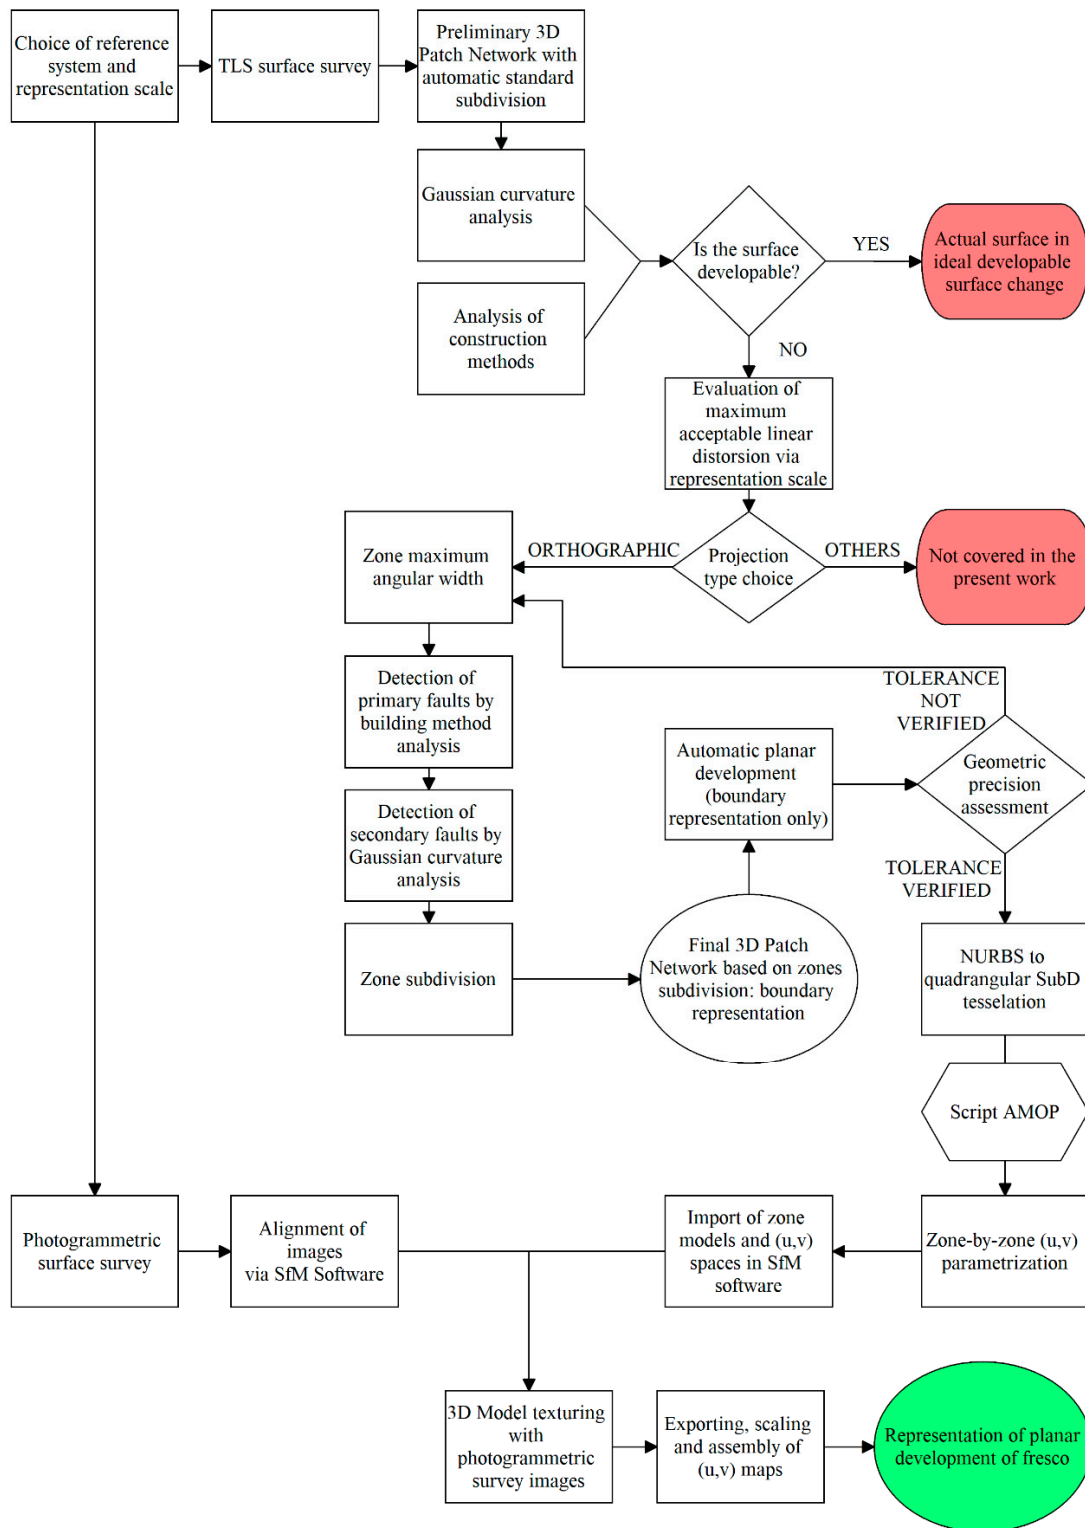 Choice of reference
system and
representation scale
TLS surface survey
Preliminary 3D
Patch Network with
automatic standard
subdivision
Gaussian curvature
analysis
Analysis of
construction
methods
Is the surface
developable?
YES
Actual surface in
ideal developable
surface change
NO
Evaluation of
maximum
acceptable linear
distorsion via
representation scale
Zone maximum
angular width
ORTHOGRAPHIC
Projection
type choice
OTHERS
Not covered in the
present work
Detection of
primary faults by
building method
analysis
Detection of
secondary faults by
Gaussian curvature
analysis
Zone subdivision
Final 3D Patch
Network based on zones
subdivision: boundary
representation
Automatic planar
development
(boundary
representation only)
TOLERANCE
NOT
VERIFIED
Geometric
precision
assessment
TOLERANCE
VERIFIED
NURBS to
quadrangular SubD
tesselation
Script AMOP
Photogrammetric
surface survey
Alignment of
images
via SfM Software
Import of zone
models and (u,v)
spaces in SfM
software
Zone-by-zone (u,v)
parametrization
3D Model texturing
with
photogrammetric
survey images
Exporting, scaling
and assembly of
(u,v) maps
Representation of planar
development of fresco